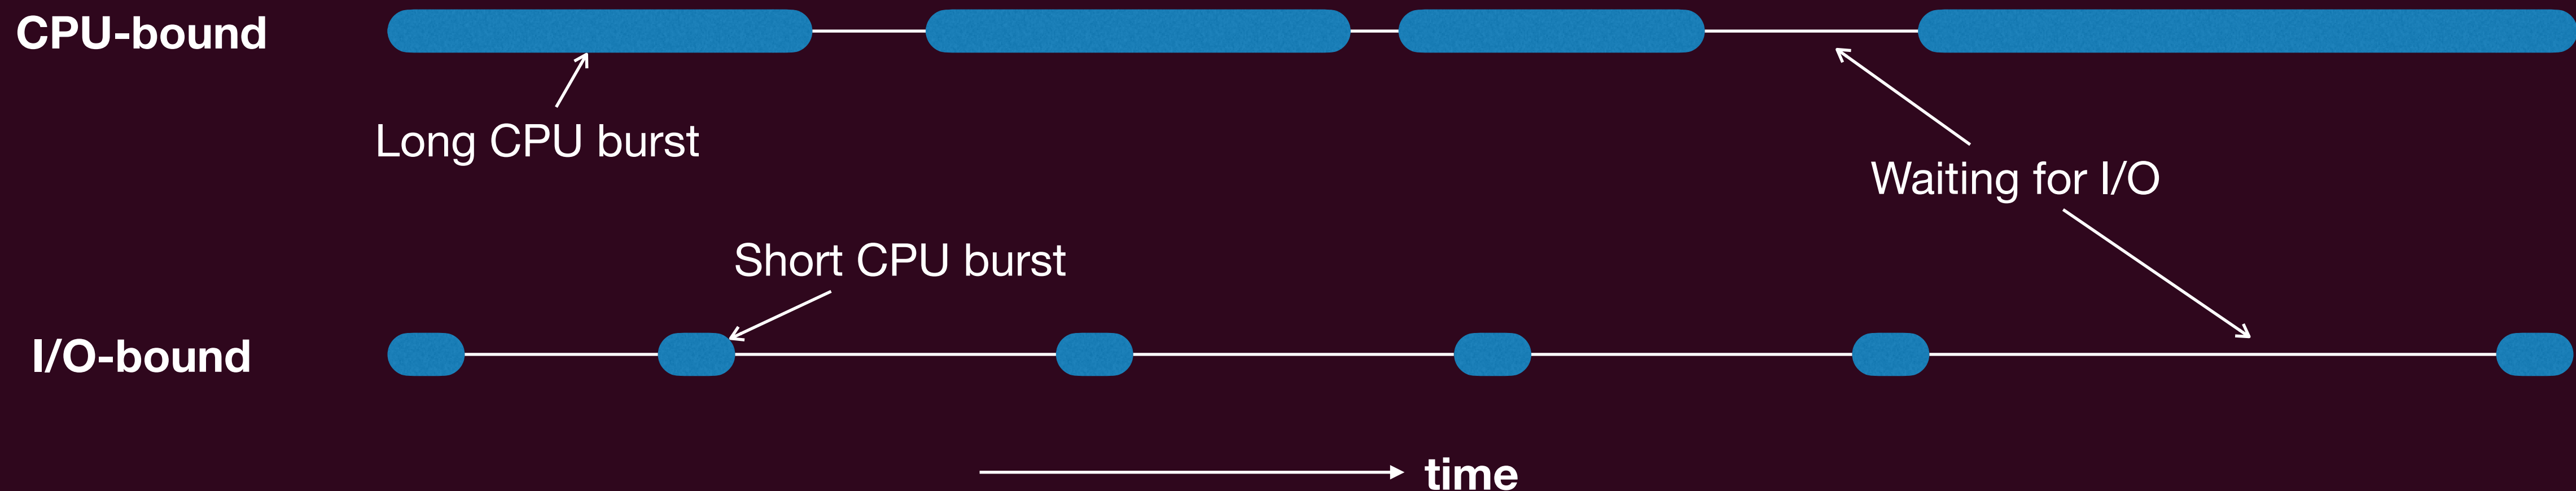 CPU-bound
Long CPU burst
Waiting for I/O
Short CPU burst
I/O-bound
time